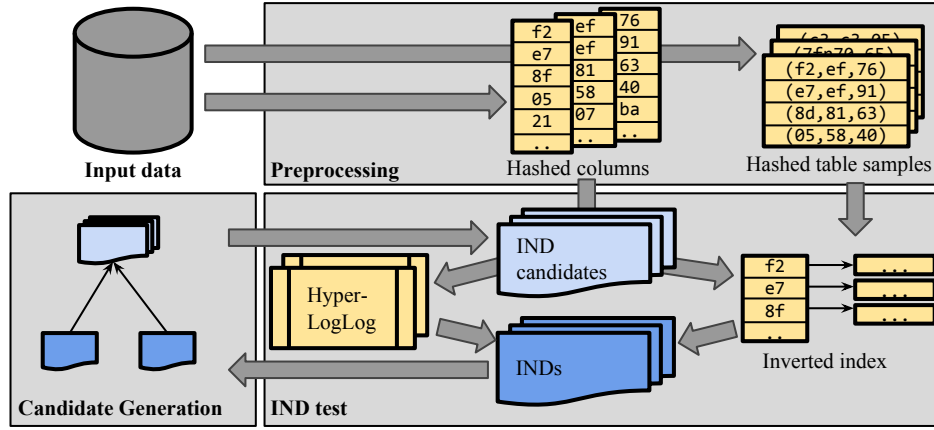 Input data
Preprocessing
f2
e7
8f
05
21
..
ef
ef
81
58
07
..
76
91
63
40
ba
..
Hashed columns
(f2,ef,76)
(e7,ef,91)
(8d,81,63)
(05,58,40)
Hashed table samples
Candidate Generation
IND
candidates
Hyper-
LogLog
INDs
f2
e7
8f
..
...
...
...
Inverted index
IND test